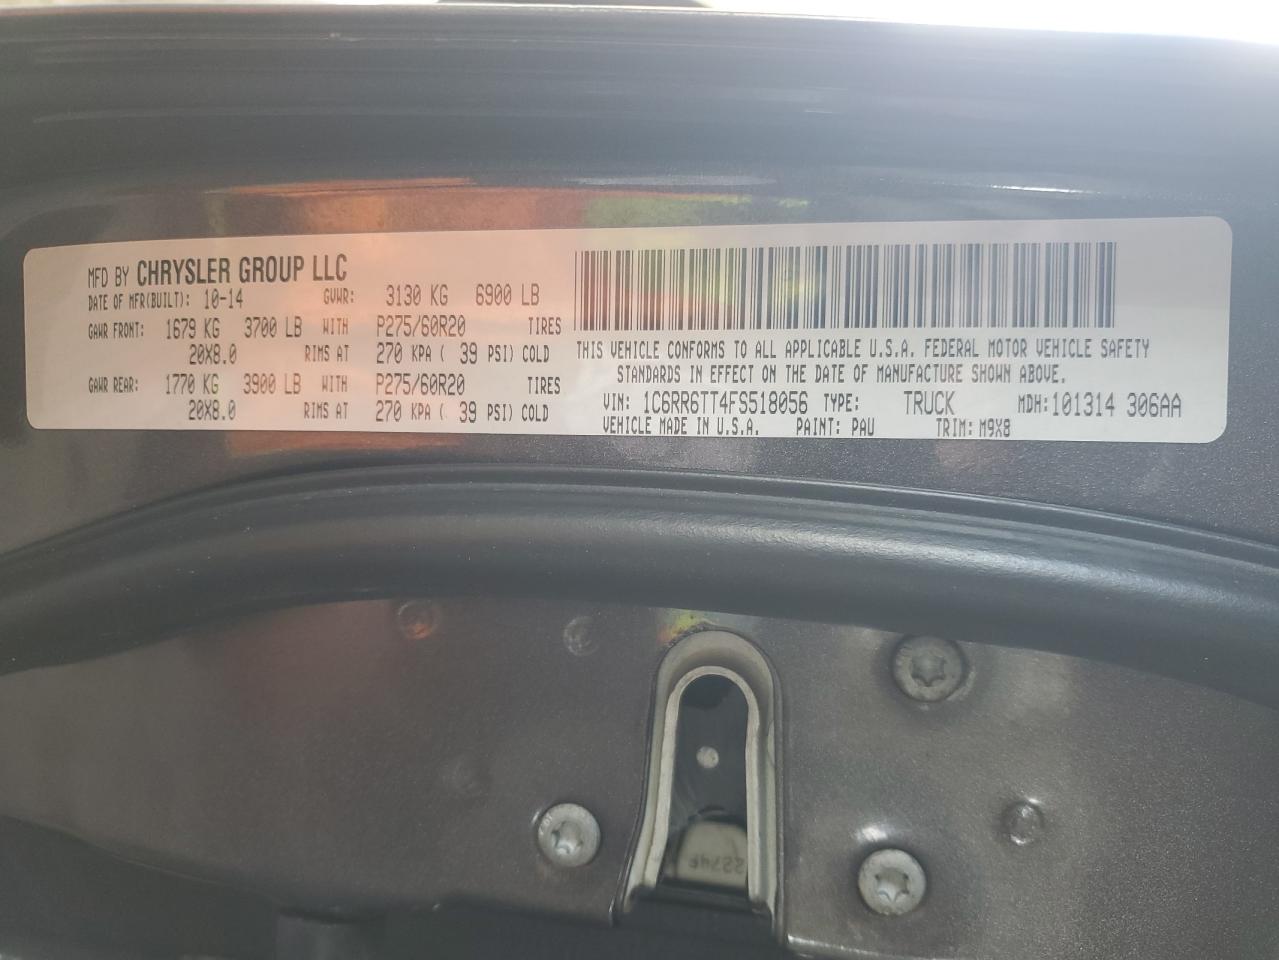 MFD BY CHRYSLER GROUP LLC
DATE OF MFR(BUILT): 10-14 GVWR: 3130 KG 6900 LB
GAWR FRONT: 1679 KG 3700 LB WITH P275/60R20 TIRES
20X8.0 RIMS AT 270 KPA ( 39 PSI) COLD
GAWR REAR: 1770 KG 3900 LB WITH P275/60R20 TIRES
20X8.0 RIMS AT 270 KPA ( 39 PSI) COLD
THIS VEHICLE CONFORMS TO ALL APPLICABLE U.S.A. FEDERAL MOTOR VEHICLE SAFETY
STANDARDS IN EFFECT ON THE DATE OF MANUFACTURE SHOWN ABOVE.
VIN: 1C6RR6TT4FS518056 TYPE: TRUCK MDH:101314 306AA
VEHICLE MADE IN U.S.A. PAINT: PAU TRIM: M9X8
2274F